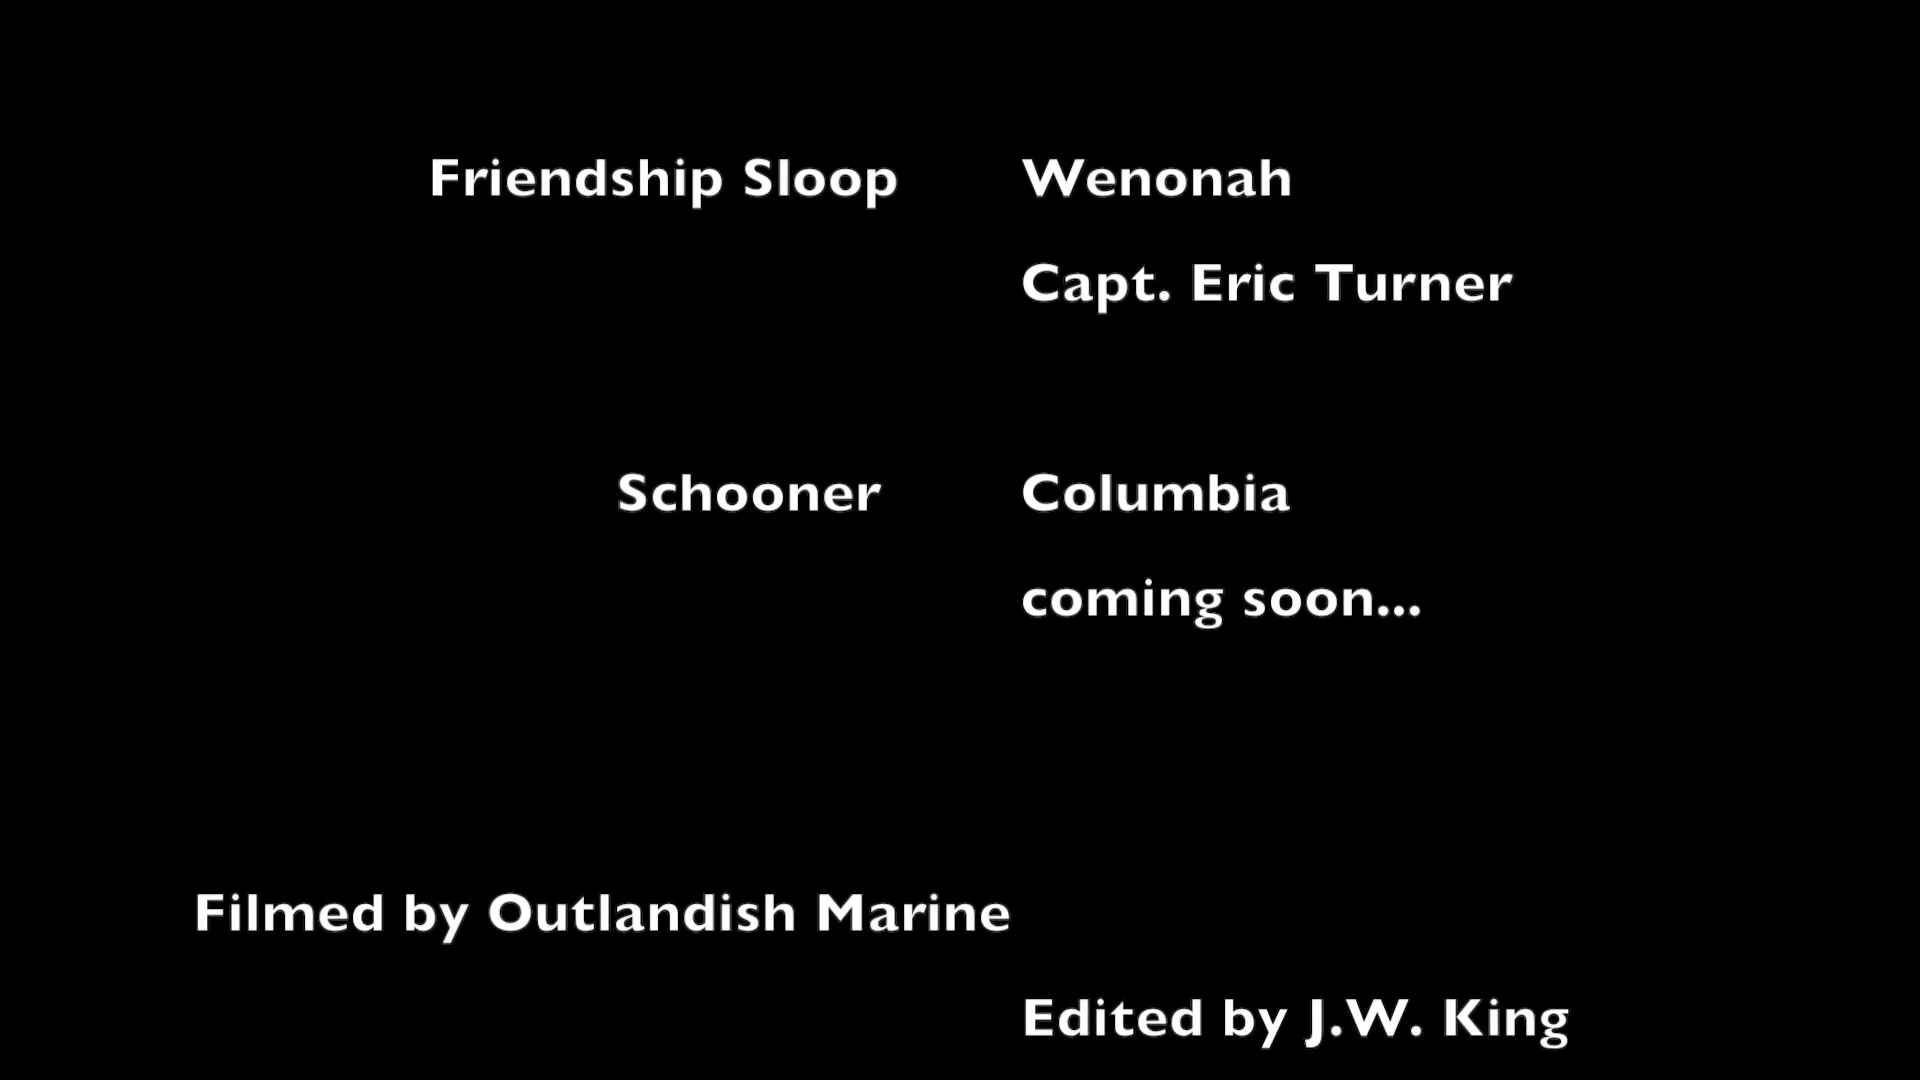 Friendship Sloop Wenonah
Capt. Eric Turner
Schooner Columbia
coming soon...
Filmed by Outlandish Marine
Edited by J.W. King